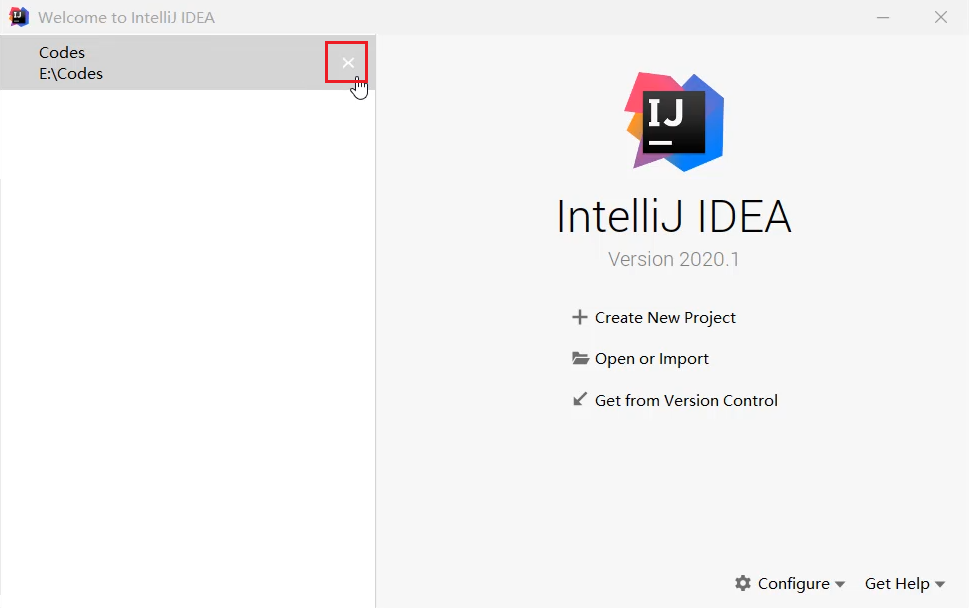 Welcome to IntelliJ IDEA
Codes
E:\Codes
IJ
IntelliJ IDEA
Version 2020.1
Create New Project
Open or Import
Get from Version Control
Configure
Get Help